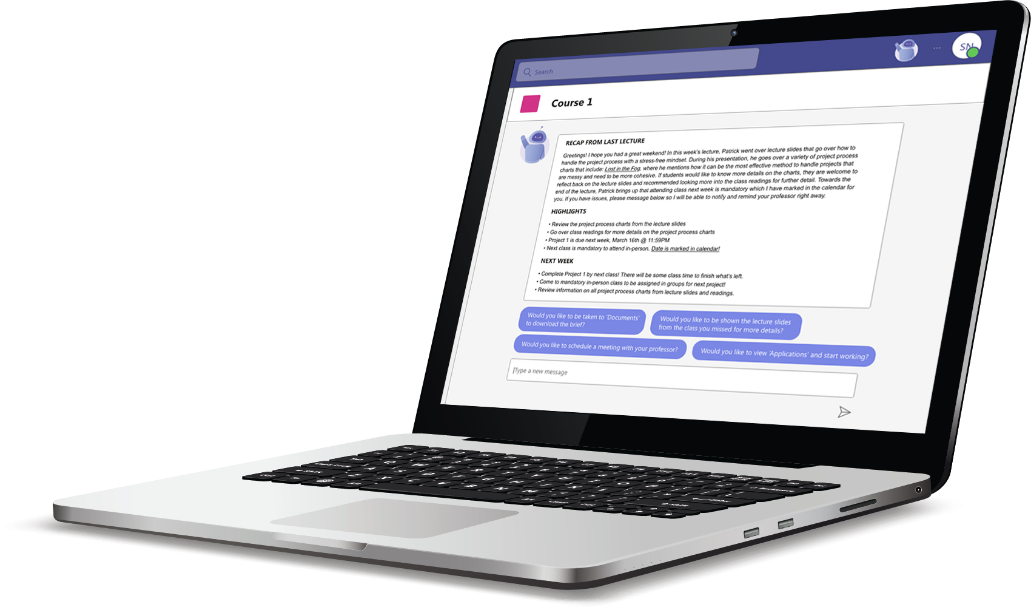 Search
SN
Course 1
RECAP FROM LAST LECTURE
Greetings! I hope you had a great weekend! In this week's lecture, Patrick went over lecture slides that go over how to
handle the project process with a stress-free mindset. During his presentation, he goes over a variety of project process
charts that include: Lost in the Fog, where he mentions how it can be the most effective method to handle projects that
are messy and need to be more cohesive. If students would like to know more details on the charts, they are welcome to
reflect back on the lecture slides and recommended looking more into the class readings for further detail. Towards the
end of the lecture, Patrick brings up that attending class next week is mandatory which I have marked in the calendar for
you. If you have issues, please message below so I will be able to notify and remind your professor right away.
HIGHLIGHTS
• Review the project process charts from the lecture slides
• Go over class readings for more details on the project process charts
• Project 1 is due next week, March 16th @ 11:59PM
• Next class is mandatory to attend in-person. Date is marked in calendar!
NEXT WEEK
• Complete Project 1 by next class! There will be some class time to finish what's left.
• Come to mandatory in-person class to be assigned in groups for next project!
• Review information on all project process charts from lecture slides and readings.
Would you like to be taken to 'Documents'
to download the brief?
Would you like to be shown the lecture slides
from the class you missed for more details?
Would you like to schedule a meeting with your professor?
Would you like to view 'Applications' and start working?
Type a new message